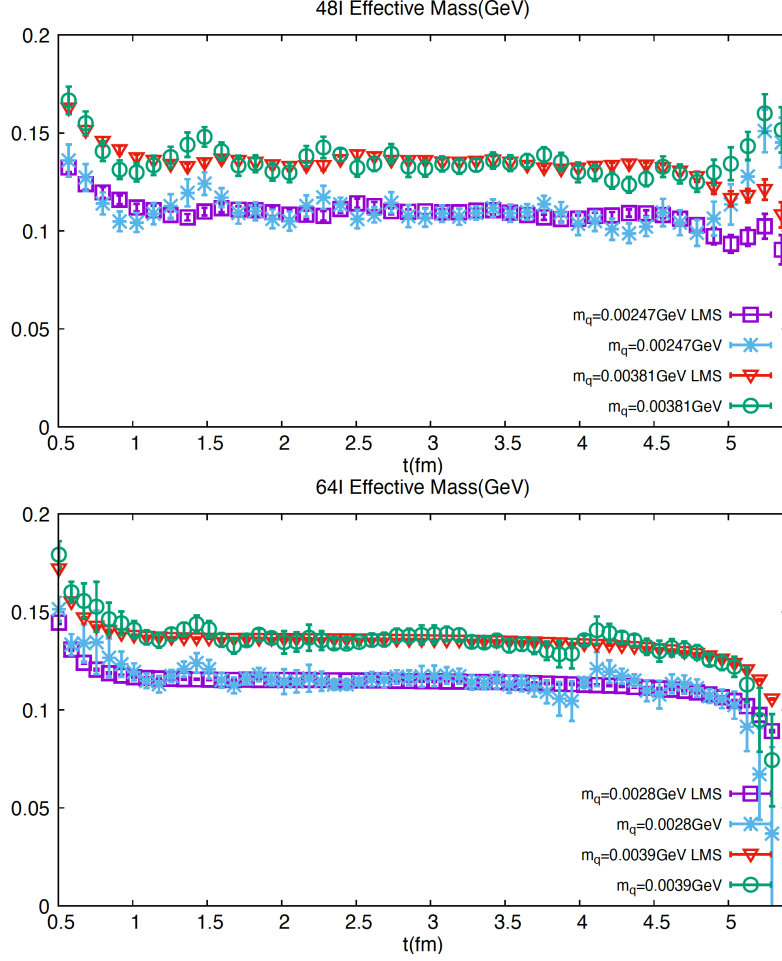 48I Effective Mass(GeV)
0.2
0.15
0.1
0.05
0
m_q=0.00247GeV LMS
m_q=0.00247GeV
m_q=0.00381GeV LMS
m_q=0.00381GeV
0.5 1 1.5 2 2.5 3 3.5 4 4.5 5
t(fm)
64I Effective Mass(GeV)
0.2
0.15
0.1
0.05
0
m_q=0.0028GeV LMS
m_q=0.0028GeV
m_q=0.0039GeV LMS
m_q=0.0039GeV
0.5 1 1.5 2 2.5 3 3.5 4 4.5 5
t(fm)